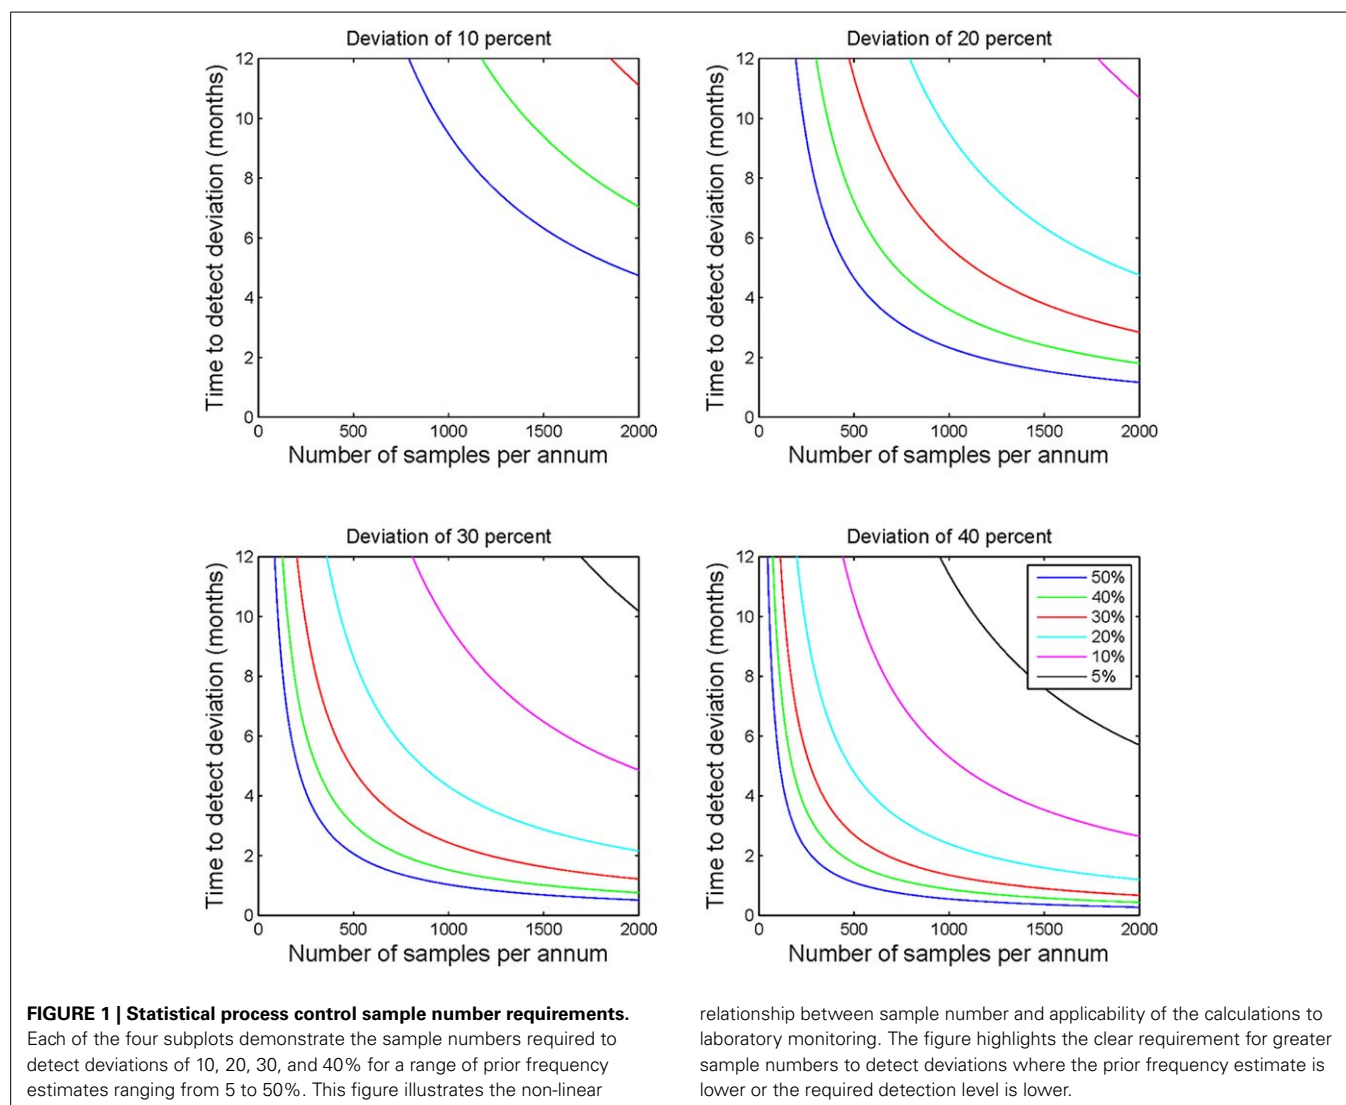 Deviation of 10 percent
12
10
8
6
4
2
0
Time to detect deviation (months)
0 500 1000 1500 2000
Number of samples per annum
Deviation of 20 percent
12
10
8
6
4
2
0
Time to detect deviation (months)
0 500 1000 1500 2000
Number of samples per annum
Deviation of 30 percent
12
10
8
6
4
2
0
Time to detect deviation (months)
0 500 1000 1500 2000
Number of samples per annum
Deviation of 40 percent
12
10
8
6
4
2
0
Time to detect deviation (months)
50%
40%
30%
20%
10%
5%
0 500 1000 1500 2000
Number of samples per annum
FIGURE 1 | Statistical process control sample number requirements.
Each of the four subplots demonstrate the sample numbers required to
detect deviations of 10, 20, 30, and 40% for a range of prior frequency
estimates ranging from 5 to 50%. This figure illustrates the non-linear
relationship between sample number and applicability of the calculations to
laboratory monitoring. The figure highlights the clear requirement for greater
sample numbers to detect deviations where the prior frequency estimate is
lower or the required detection level is lower.